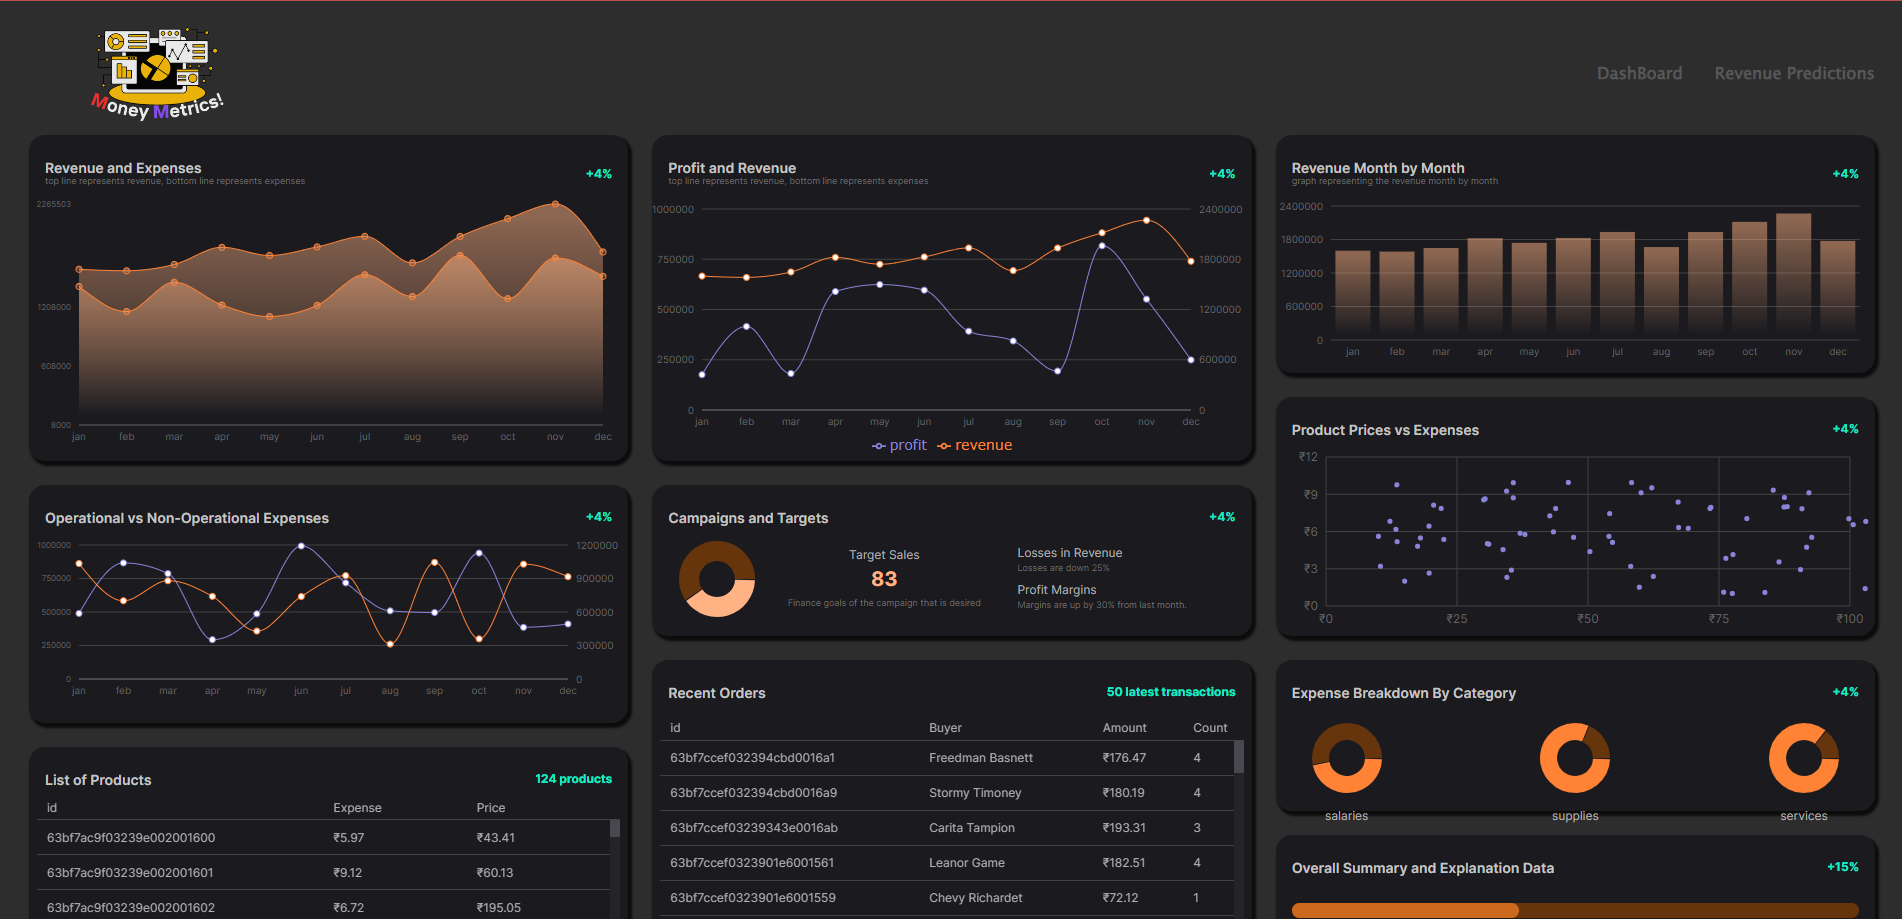 Money Metrics!
DashBoard
Revenue Predictions
Revenue and Expenses
top line represents revenue, bottom line represents expenses
+4%
2265503
1208000
608000
8000
jan feb mar apr may jun jul aug sep oct nov dec
Profit and Revenue
top line represents revenue, bottom line represents expenses
+4%
1000000 2400000
750000 1800000
500000 1200000
250000 600000
0 0
jan feb mar apr may jun jul aug sep oct nov dec
profit revenue
Revenue Month by Month
graph representing the revenue month by month
+4%
2400000
1800000
1200000
600000
0
jan feb mar apr may jun jul aug sep oct nov dec
Operational vs Non-Operational Expenses
+4%
1000000 1200000
750000 900000
500000 600000
250000 300000
0 0
jan feb mar apr may jun jul aug sep oct nov dec
Campaigns and Targets
+4%
Target Sales
83
Finance goals of the campaign that is desired
Losses in Revenue
Losses are down 25%
Profit Margins
Margins are up by 30% from last month.
Product Prices vs Expenses
+4%
₹12
₹9
₹6
₹3
₹0
₹0 ₹25 ₹50 ₹75 ₹100
List of Products
124 products
id Expense Price
63bf7ac9f03239e002001600 ₹5.97 ₹43.41
63bf7ac9f03239e002001601 ₹9.12 ₹60.13
63bf7ac9f03239e002001602 ₹6.72 ₹195.05
Recent Orders
50 latest transactions
id Buyer Amount Count
63bf7ccef032394cbd0016a1 Freedman Basnett ₹176.47 4
63bf7ccef032394cbd0016a9 Stormy Timoney ₹180.19 4
63bf7ccef03239343e0016ab Carita Tampion ₹193.31 3
63bf7ccef0323901e6001561 Leanor Game ₹182.51 4
63bf7ccef0323901e6001559 Chevy Richardet ₹72.12 1
Expense Breakdown By Category
+4%
salaries supplies services
Overall Summary and Explanation Data
+15%